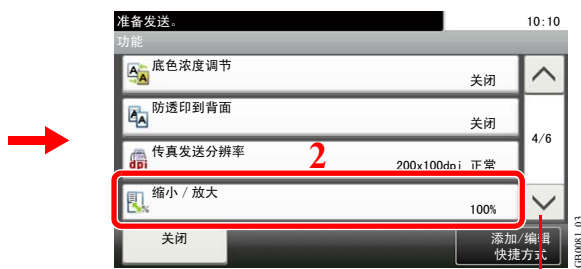 准备发送。
10:10
功能
底色浓度调节
关闭
防透印到背面
关闭
4/6
传真发送分辨率
200x100dpi 正常
2
缩小 / 放大
100%
关闭
添加/编辑
快捷方式
GB0081_03